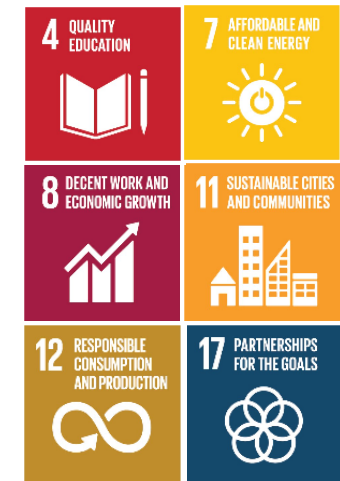 4 QUALITY
EDUCATION
7 AFFORDABLE AND
CLEAN ENERGY
8 DECENT WORK AND
ECONOMIC GROWTH
11 SUSTAINABLE CITIES
AND COMMUNITIES
12 RESPONSIBLE
CONSUMPTION
AND PRODUCTION
17 PARTNERSHIPS
FOR THE GOALS